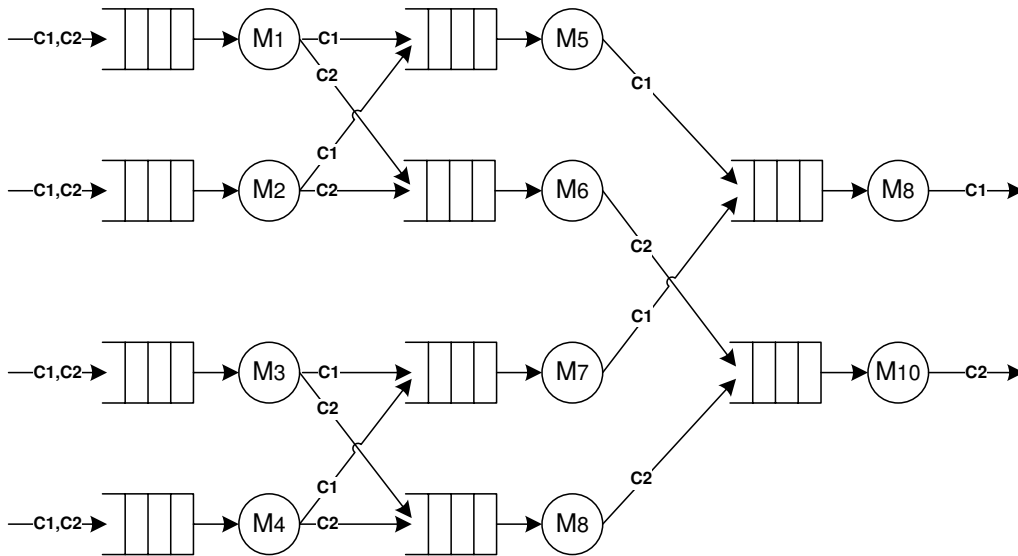 C1,C2 M1 C1 M5
C2 C1
C1
C1,C2 M2 C2 M6 M8 C1
C2
C1
C1,C2 M3 C1 M7 M10 C2
C2
C1 C2
C1,C2 M4 C2 M8